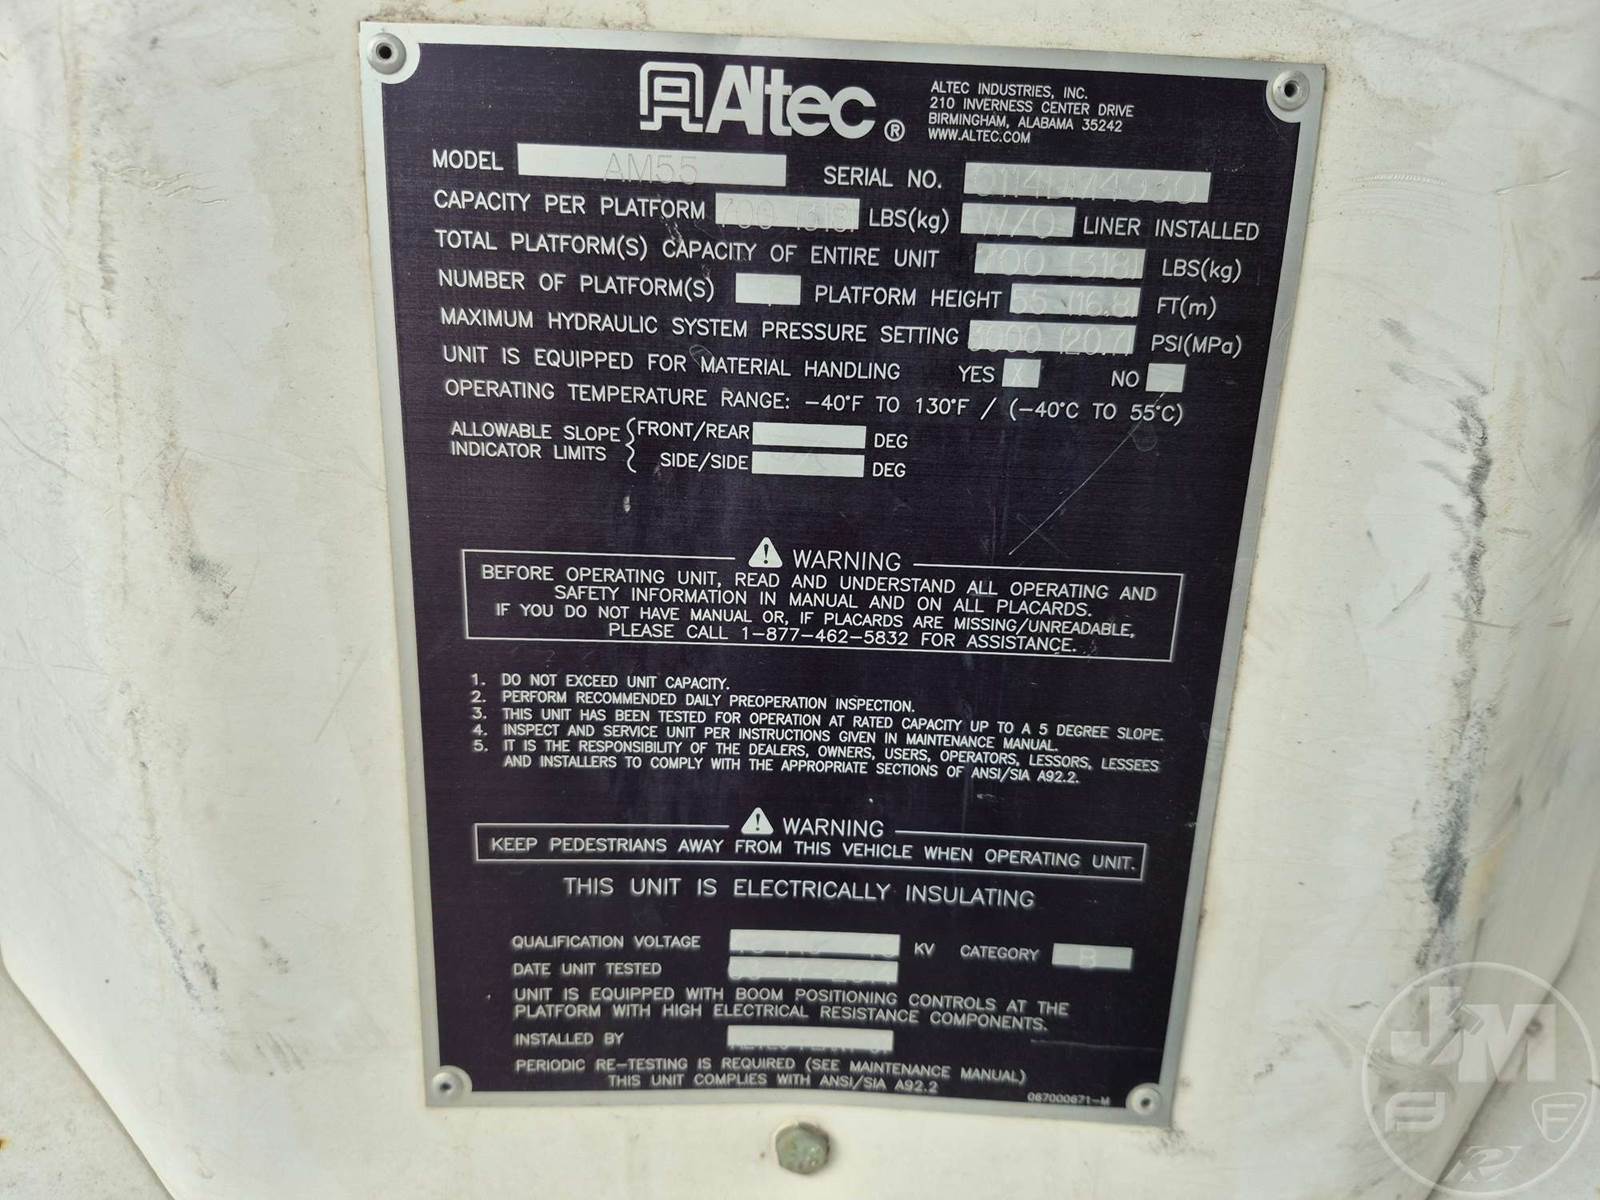 Altec ®
ALTEC INDUSTRIES, INC.
210 INVERNESS CENTER DRIVE
BIRMINGHAM, ALABAMA 35242
WWW.ALTEC.COM
MODEL AM55 SERIAL NO.
CAPACITY PER PLATFORM 700 (318) LBS(kg) W/O LINER INSTALLED
TOTAL PLATFORM(S) CAPACITY OF ENTIRE UNIT 700 (318) LBS(kg)
NUMBER OF PLATFORM(S) PLATFORM HEIGHT 55 (16.8) FT(m)
MAXIMUM HYDRAULIC SYSTEM PRESSURE SETTING 3000 (20.7) PSI(MPa)
UNIT IS EQUIPPED FOR MATERIAL HANDLING YES X NO
OPERATING TEMPERATURE RANGE: -40°F TO 130°F / (-40°C TO 55°C)
ALLOWABLE SLOPE FRONT/REAR DEG
INDICATOR LIMITS SIDE/SIDE DEG
WARNING
BEFORE OPERATING UNIT, READ AND UNDERSTAND ALL OPERATING AND
SAFETY INFORMATION IN MANUAL AND ON ALL PLACARDS.
IF YOU DO NOT HAVE MANUAL OR, IF PLACARDS ARE MISSING/UNREADABLE,
PLEASE CALL 1-877-462-5832 FOR ASSISTANCE.
1. DO NOT EXCEED UNIT CAPACITY.
2. PERFORM RECOMMENDED DAILY PREOPERATION INSPECTION.
3. THIS UNIT HAS BEEN TESTED FOR OPERATION AT RATED CAPACITY UP TO A 5 DEGREE SLOPE.
4. INSPECT AND SERVICE UNIT PER INSTRUCTIONS GIVEN IN MAINTENANCE MANUAL.
5. IT IS THE RESPONSIBILITY OF THE DEALERS, OWNERS, USERS, OPERATORS, LESSORS, LESSEES
AND INSTALLERS TO COMPLY WITH THE APPROPRIATE SECTIONS OF ANSI/SIA A92.2.
WARNING
KEEP PEDESTRIANS AWAY FROM THIS VEHICLE WHEN OPERATING UNIT.
THIS UNIT IS ELECTRICALLY INSULATING
QUALIFICATION VOLTAGE KV CATEGORY B
DATE UNIT TESTED
UNIT IS EQUIPPED WITH BOOM POSITIONING CONTROLS AT THE
PLATFORM WITH HIGH ELECTRICAL RESISTANCE COMPONENTS.
INSTALLED BY
PERIODIC RE-TESTING IS REQUIRED (SEE MAINTENANCE MANUAL)
THIS UNIT COMPLIES WITH ANSI/SIA A92.2
067000671-M
JM